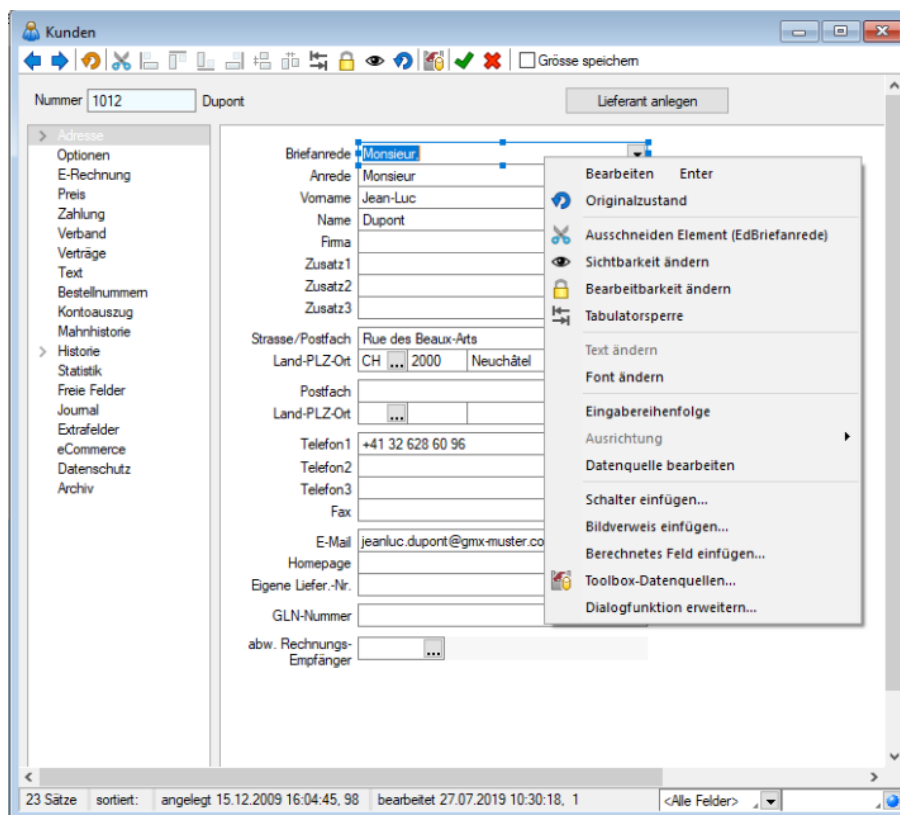 Kunden
Grösse speichern
Nummer 1012 Dupont Lieferant anlegen
Adresse
Optionen
E-Rechnung
Preis
Zahlung
Verband
Verträge
Text
Bestellnummern
Kontoauszug
Mahnhistorie
Historie
Statistik
Freie Felder
Journal
Extrafelder
eCommerce
Datenschutz
Archiv
Briefanrede Monsieur,
Anrede Monsieur
Vorname Jean-Luc
Name Dupont
Firma
Zusatz1
Zusatz2
Zusatz3
Strasse/Postfach Rue des Beaux-Arts
Land-PLZ-Ort CH ... 2000 Neuchâtel
Postfach
Land-PLZ-Ort ...
Telefon1 +41 32 628 60 96
Telefon2
Telefon3
Fax
E-Mail jeanluc.dupont@gmx-muster.co
Homepage
Eigene Liefer.-Nr.
GLN-Nummer
abw. Rechnungs-
Empfänger ...
Bearbeiten Enter
Originalzustand
Ausschneiden Element (EdBriefanrede)
Sichtbarkeit ändern
Bearbeitbarkeit ändern
Tabulatorsperre
Text ändern
Font ändern
Eingabereihenfolge
Ausrichtung
Datenquelle bearbeiten
Schalter einfügen...
Bildverweis einfügen...
Berechnetes Feld einfügen...
Toolbox-Datenquellen...
Dialogfunktion erweitern...
23 Sätze sortiert: angelegt 15.12.2009 16:04:45, 98 bearbeitet 27.07.2019 10:30:18, 1 <Alle Felder>